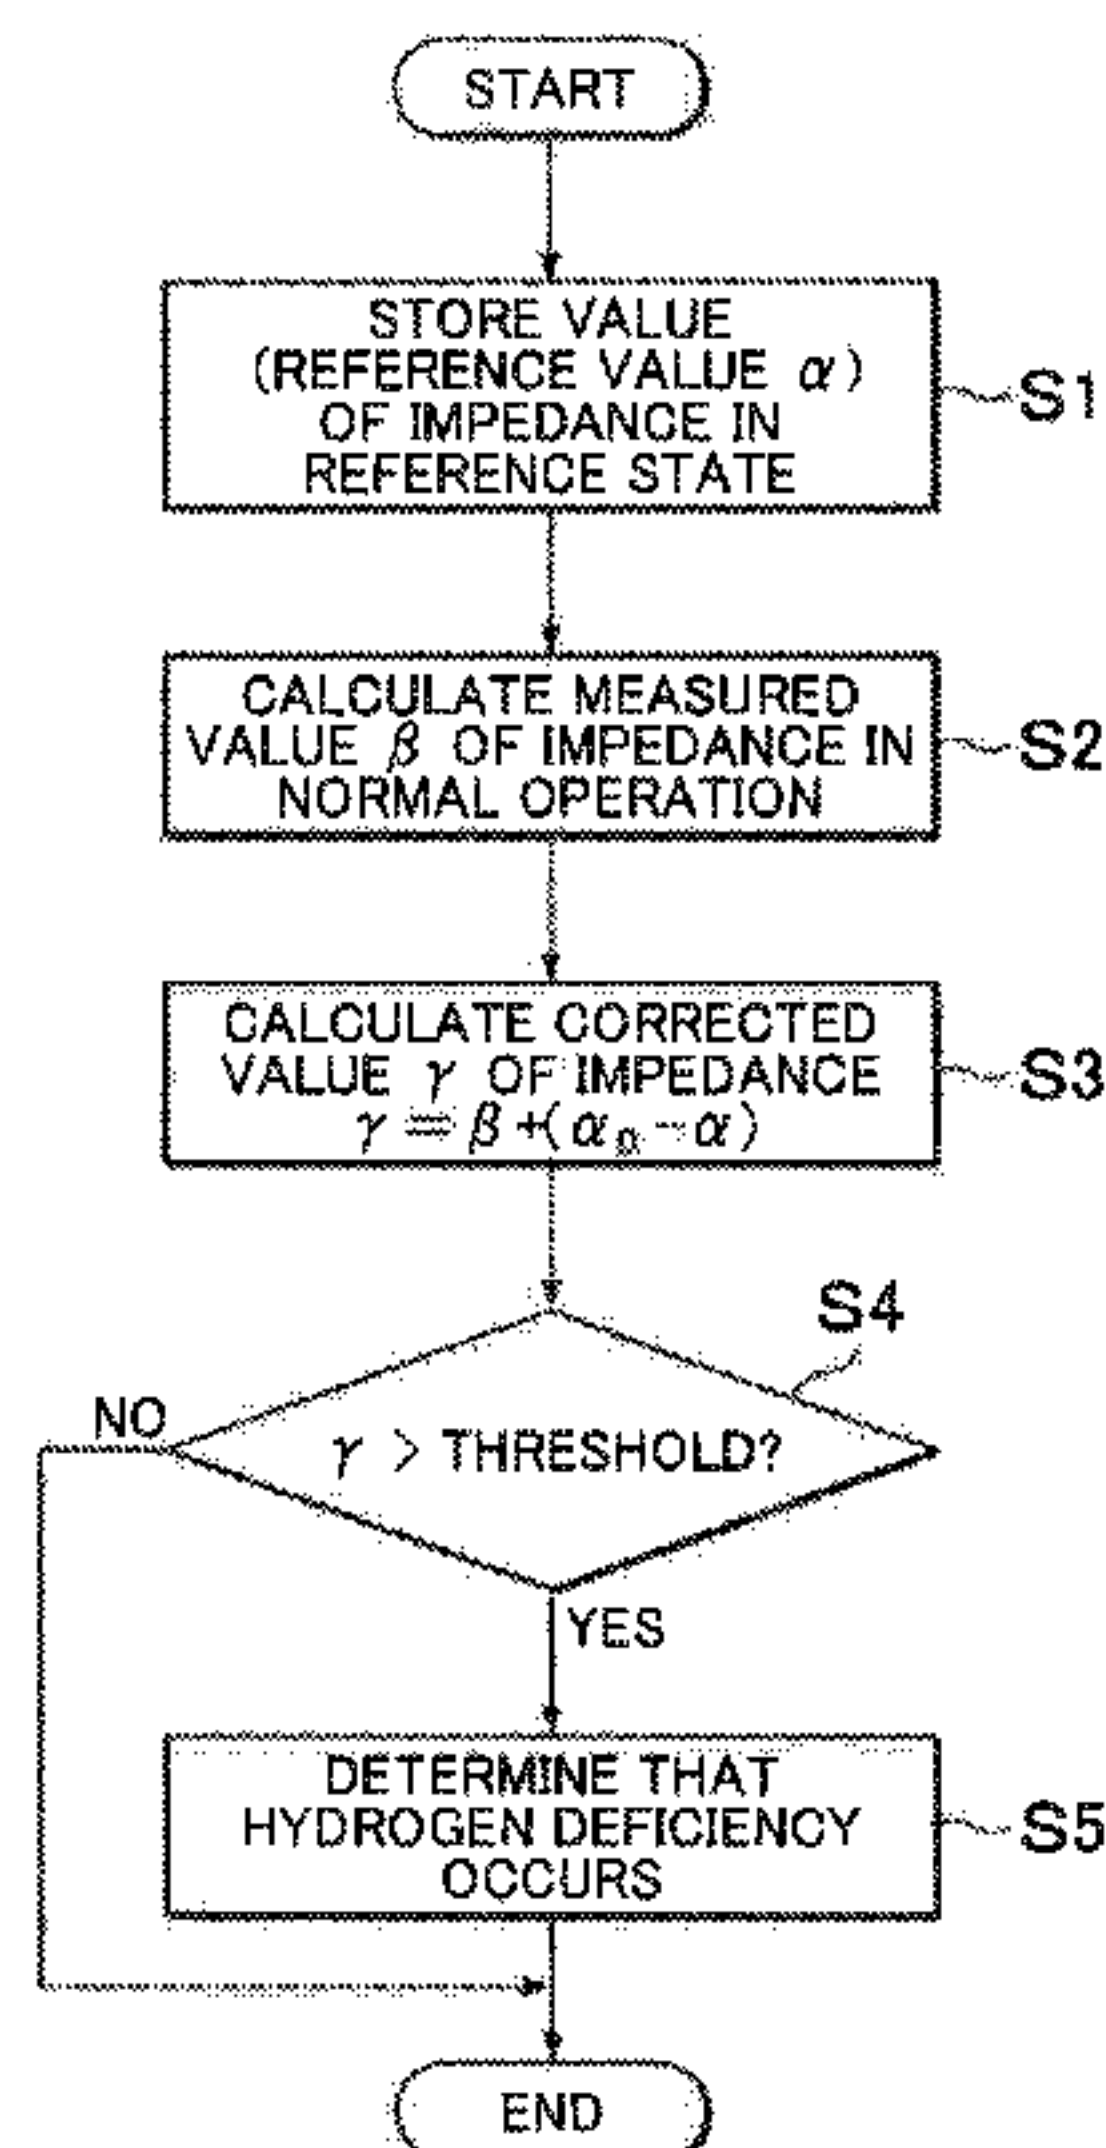 START
STORE VALUE
(REFERENCE VALUE α)
OF IMPEDANCE IN
REFERENCE STATE
S1
CALCULATE MEASURED
VALUE β OF IMPEDANCE IN
NORMAL OPERATION
S2
CALCULATE CORRECTED
VALUE γ OF IMPEDANCE
γ = β + (α₀ - α)
S3
S4
NO
γ > THRESHOLD?
YES
DETERMINE THAT
HYDROGEN DEFICIENCY
OCCURS
S5
END